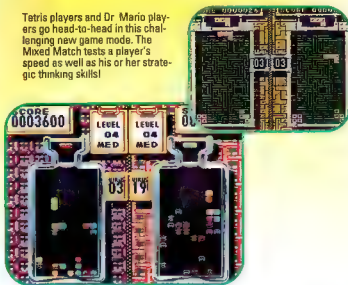 Tetris players and Dr Mario play-
ers go head-to-head in this chal-
lenging new game mode. The
Mixed Match tests a player's
speed as well as his or her strate-
gic thinking skills!
03 03
SCORE
0003600
LEVEL
04
MED
LEVEL
04
MED
03 19